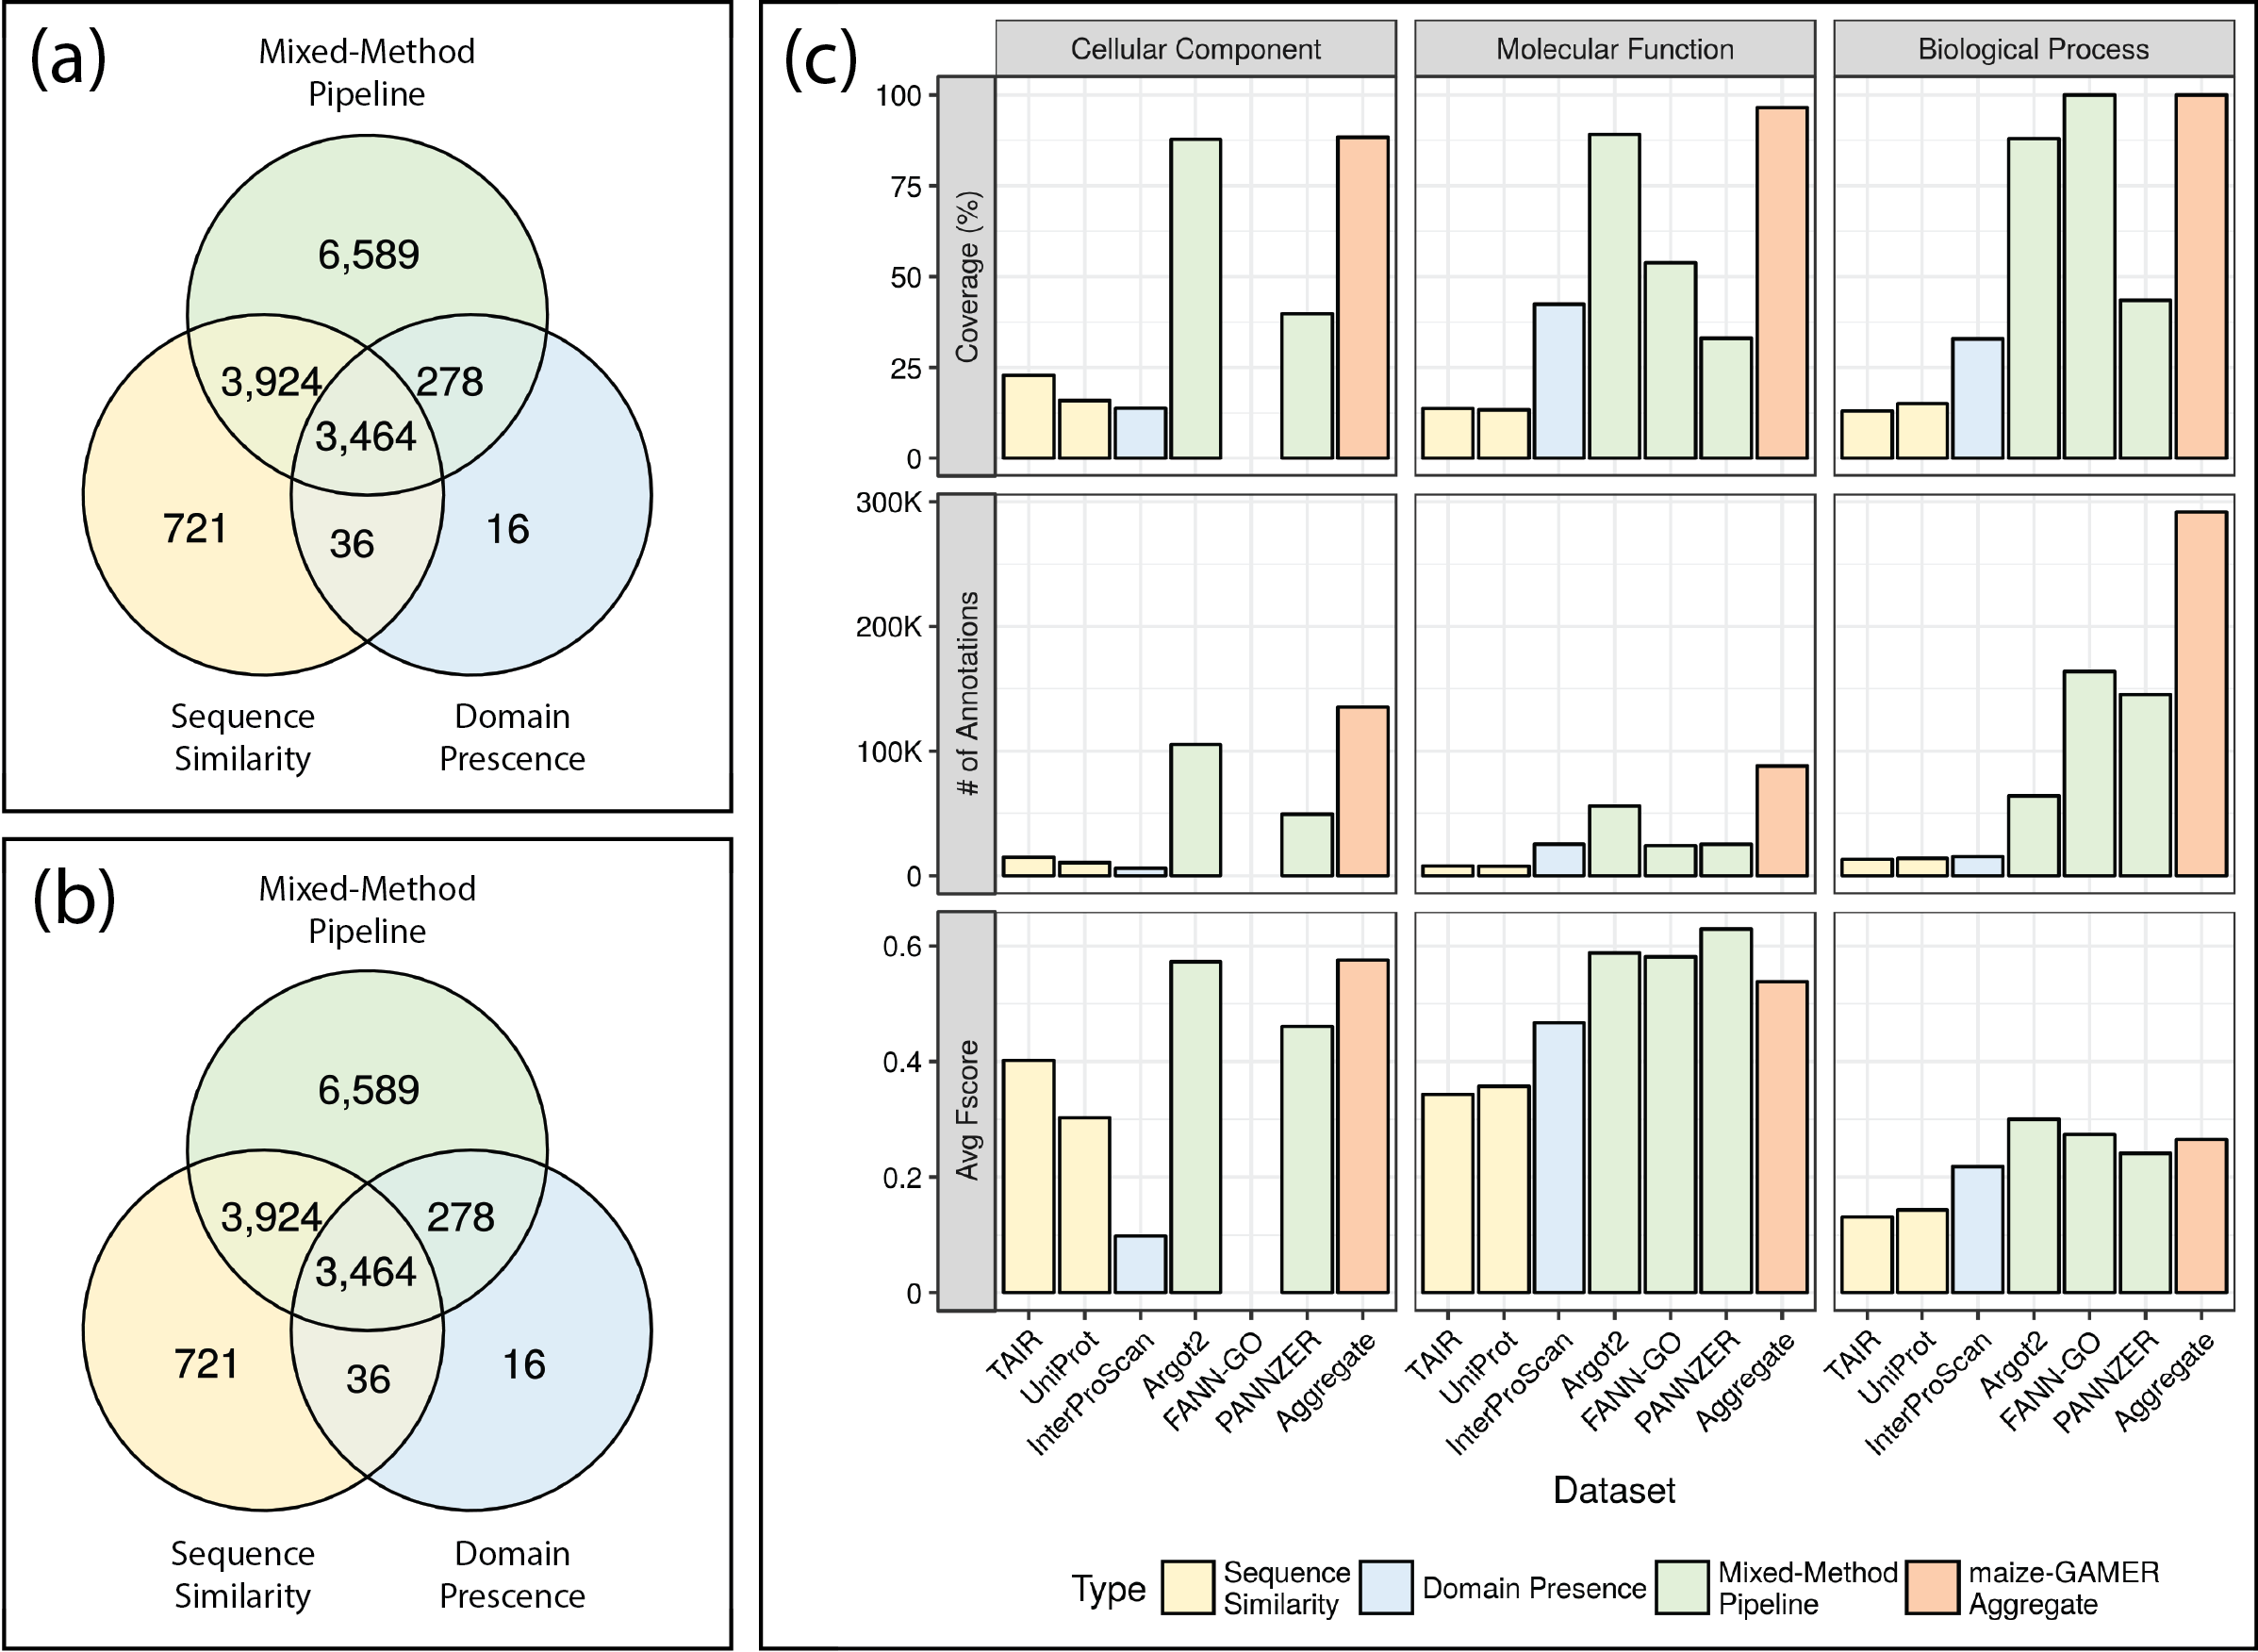 (a)
Mixed-Method
Pipeline
6,589
3,924
278
3,464
721
36
16
Sequence
Similarity
Domain
Prescence
(b)
Mixed-Method
Pipeline
6,589
3,924
278
3,464
721
36
16
Sequence
Similarity
Domain
Prescence
(c)
Cellular Component
Molecular Function
Biological Process
Coverage (%)
100
75
50
25
0
# of Annotations
300K
200K
100K
0
Avg Fscore
0.6
0.4
0.2
0
TAIR
UniProt
InterProScan
Argot2
FANN-GO
PANNZER
Aggregate
TAIR
UniProt
InterProScan
Argot2
FANN-GO
PANNZER
Aggregate
TAIR
UniProt
InterProScan
Argot2
FANN-GO
PANNZER
Aggregate
Dataset
Type
Sequence
Similarity
Domain Presence
Mixed-Method
Pipeline
maize-GAMER
Aggregate